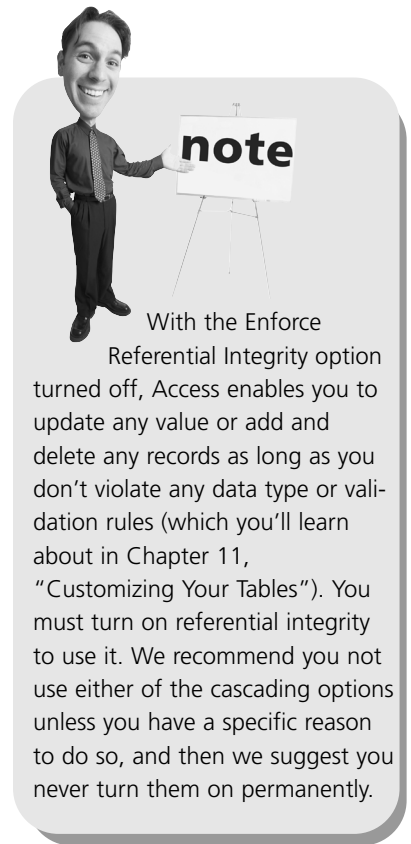 note
With the Enforce
Referential Integrity option
turned off, Access enables you to
update any value or add and
delete any records as long as you
don’t violate any data type or vali-
dation rules (which you’ll learn
about in Chapter 11,
“Customizing Your Tables”). You
must turn on referential integrity
to use it. We recommend you not
use either of the cascading options
unless you have a specific reason
to do so, and then we suggest you
never turn them on permanently.